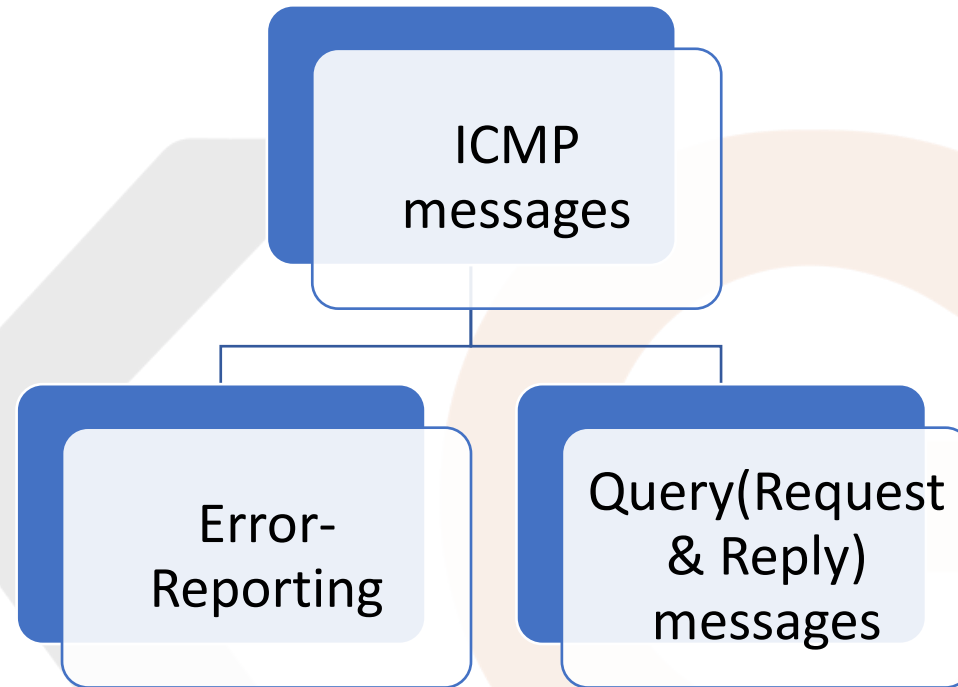 ICMP
messages
Error-
Reporting
Query(Request
& Reply)
messages